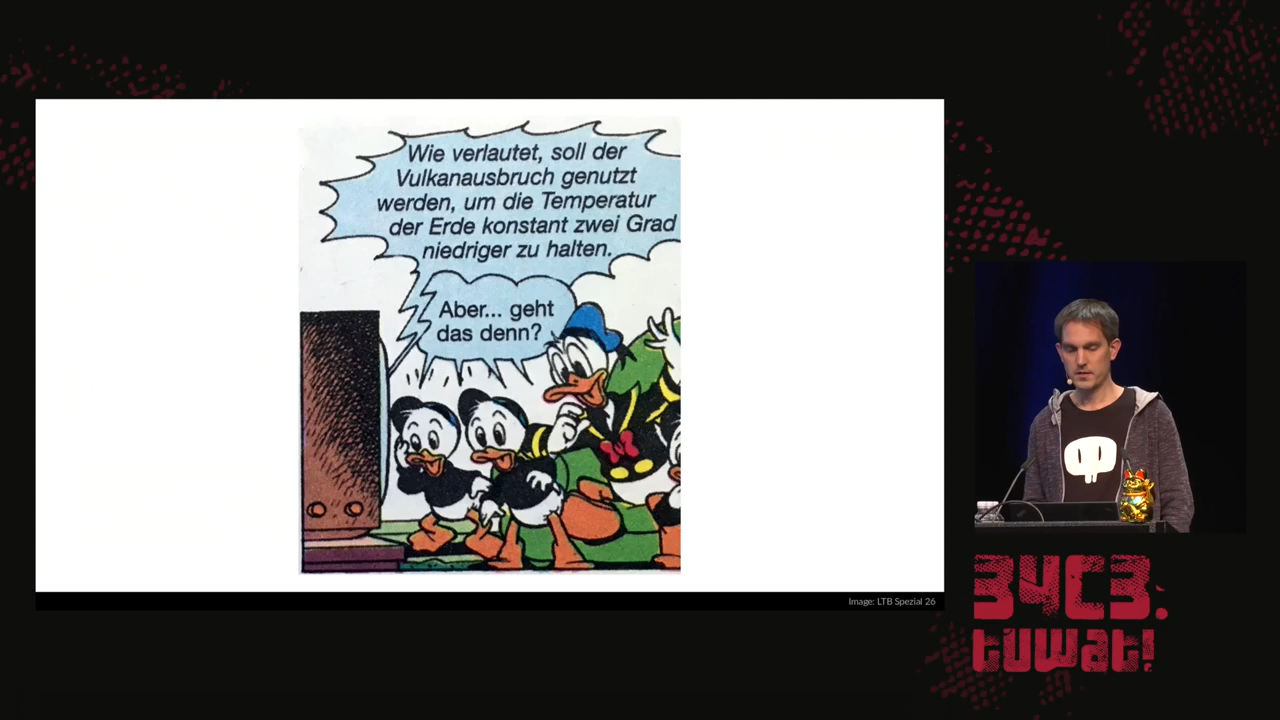 Wie verlautet, soll der
Vulkanausbruch genutzt
werden, um die Temperatur
der Erde konstant zwei Grad
niedriger zu halten.
Aber... geht
das denn?
Image: LTB Spezial 26
34C3.
tuwat!